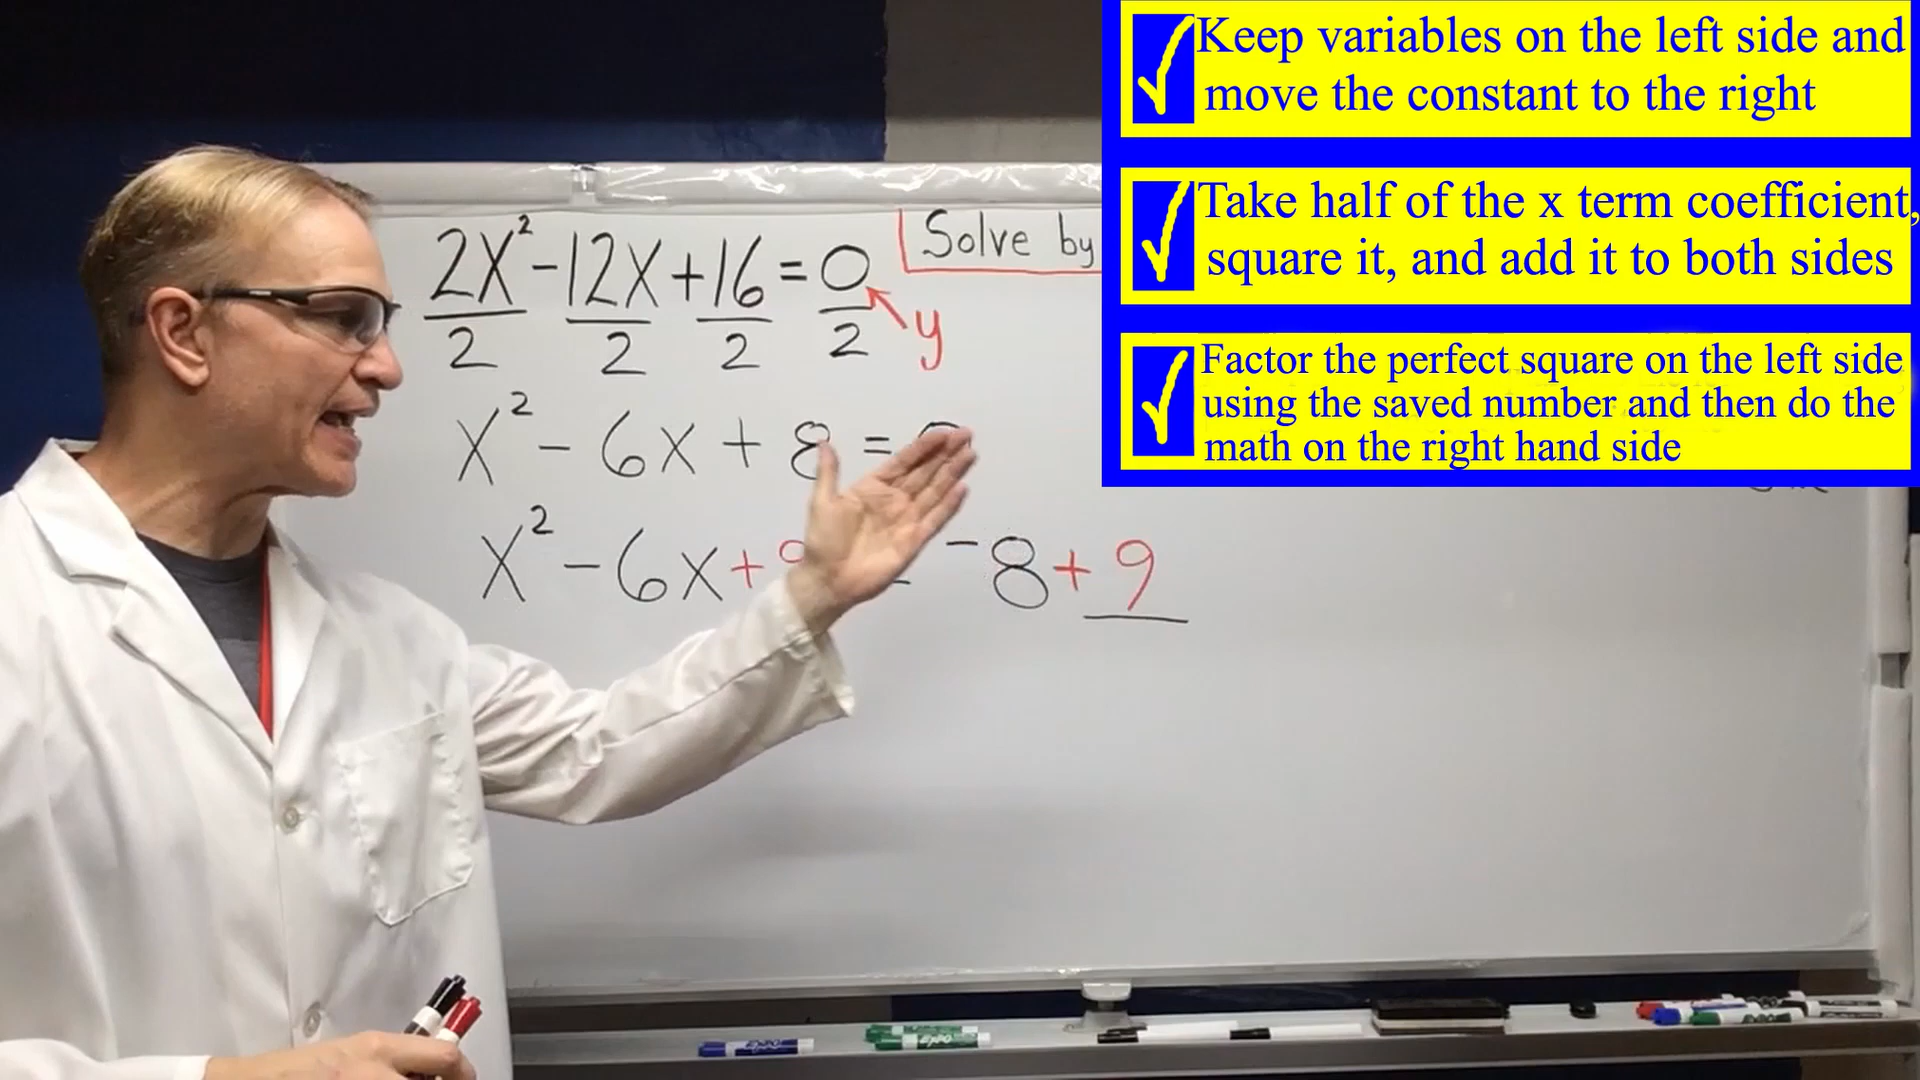 Keep variables on the left side and
move the constant to the right
Take half of the x term coefficient,
square it, and add it to both sides
Factor the perfect square on the left side
using the saved number and then do the
math on the right hand side
2x² - 12x + 16 = 0
2 2 2 2
y
Solve by
x² - 6x + 8 =
x² - 6x + 9 = -8 + 9
EXPO